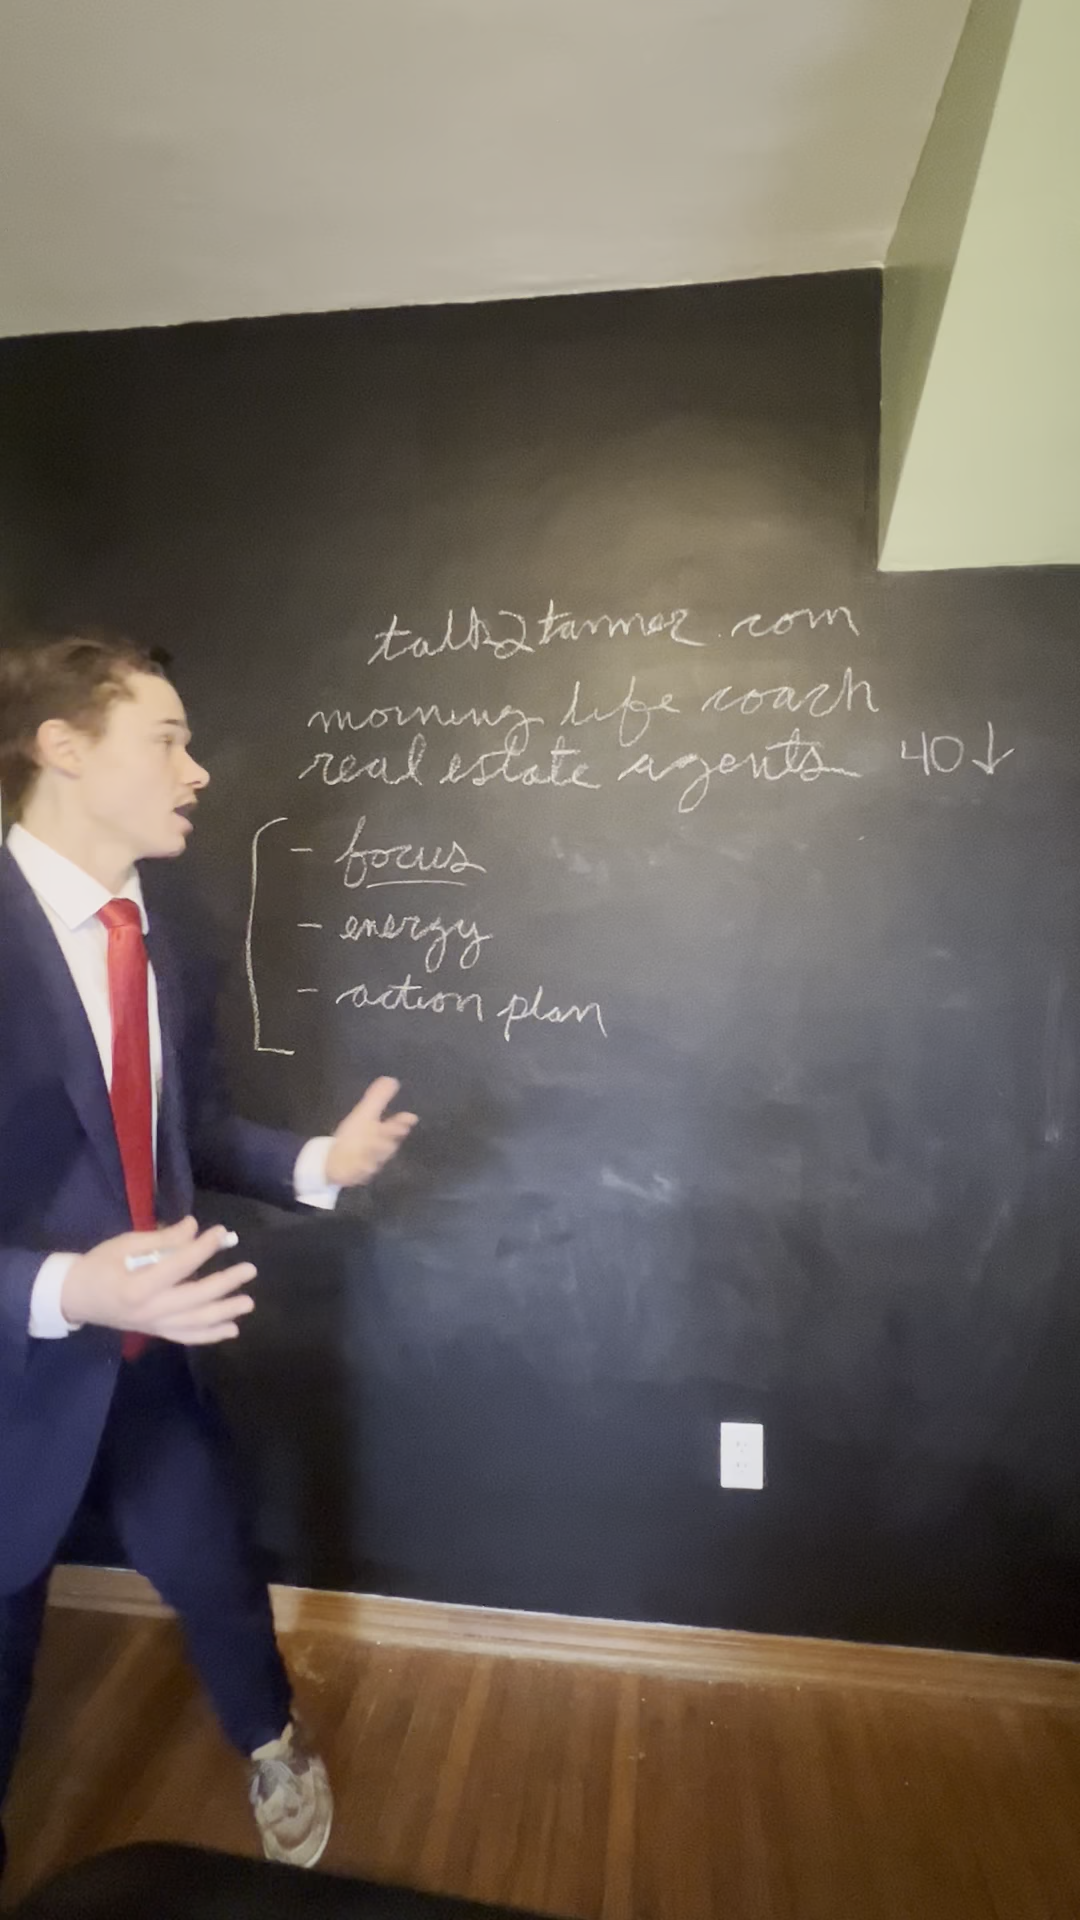 talk2tanner.com
morning life coach
real estate agents 40↓
- focus
- energy
- action plan